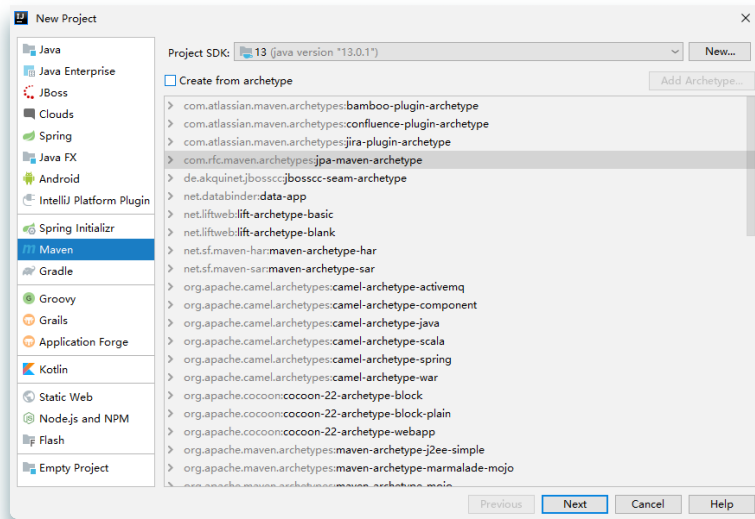 New Project
Java
Java Enterprise
JBoss
Clouds
Spring
Java FX
Android
IntelliJ Platform Plugin
Spring Initializr
Maven
Gradle
Groovy
Grails
Application Forge
Kotlin
Static Web
Node.js and NPM
Flash
Empty Project
Project SDK: 13 (java version "13.0.1") New...
Create from archetype Add Archetype...
com.atlassian.maven.archetypes:bamboo-plugin-archetype
com.atlassian.maven.archetypes:confluence-plugin-archetype
com.atlassian.maven.archetypes:jira-plugin-archetype
com.rfc.maven.archetypes:jpa-maven-archetype
de.akquinet.jbosscc:jbosscc-seam-archetype
net.databinder:data-app
net.liftweb:lift-archetype-basic
net.liftweb:lift-archetype-blank
net.sf.maven-har:maven-archetype-har
net.sf.maven-sar:maven-archetype-sar
org.apache.camel.archetypes:camel-archetype-activemq
org.apache.camel.archetypes:camel-archetype-component
org.apache.camel.archetypes:camel-archetype-java
org.apache.camel.archetypes:camel-archetype-scala
org.apache.camel.archetypes:camel-archetype-spring
org.apache.camel.archetypes:camel-archetype-war
org.apache.cocoon:cocoon-22-archetype-block
org.apache.cocoon:cocoon-22-archetype-block-plain
org.apache.cocoon:cocoon-22-archetype-webapp
org.apache.maven.archetypes:maven-archetype-j2ee-simple
org.apache.maven.archetypes:maven-archetype-marmalade-mojo
org.apache.maven.archetypes:maven-archetype-mojo
Previous Next Cancel Help